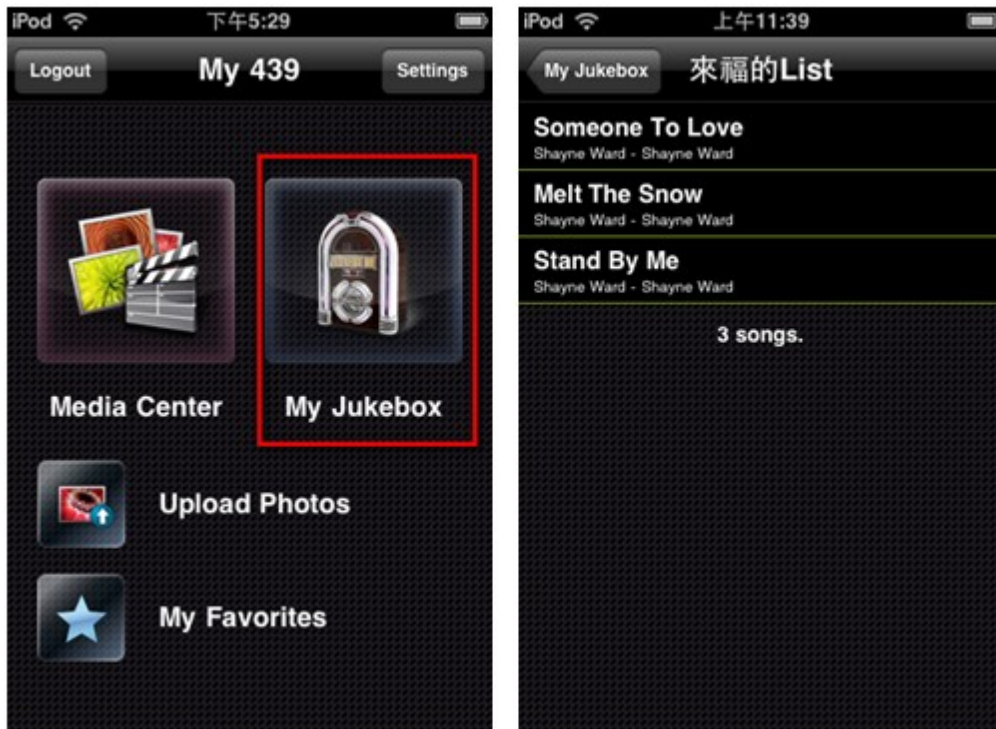 iPod 下午5:29
Logout My 439 Settings
Media Center My Jukebox
Upload Photos
My Favorites
iPod 上午11:39
My Jukebox 來福的List
Someone To Love
Shayne Ward - Shayne Ward
Melt The Snow
Shayne Ward - Shayne Ward
Stand By Me
Shayne Ward - Shayne Ward
3 songs.